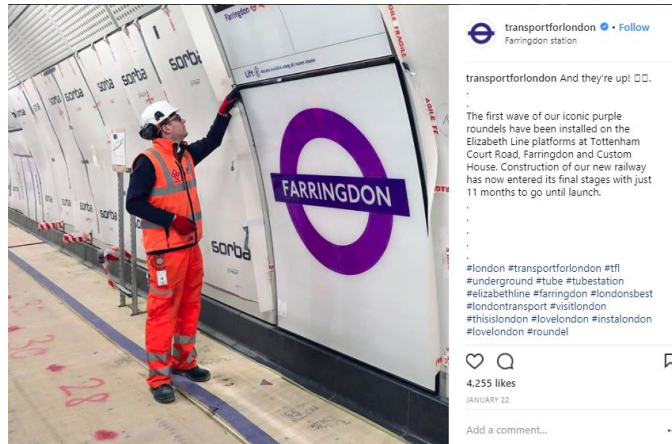 Farringdon
sorba
sorba
sorba
sorba
sorba
Lift
FRAGILE
FARRINGDON
sorba
28
transportforlondon • Follow
Farringdon station
transportforlondon And they're up! 
.
.
The first wave of our iconic purple
roundels have been installed on the
Elizabeth Line platforms at Tottenham
Court Road, Farringdon and Custom
House. Construction of our new railway
has now entered its final stages with just
11 months to go until launch.
.
.
.
.
.
#london #transportforlondon #tfl
#underground #tube #tubestation
#elizabethline #farringdon #londonsbest
#londontransport #visitlondon
#thisislondon #lovelondon #instalondon
#lovelondon #roundel
4,255 likes
JANUARY 22
Add a comment...